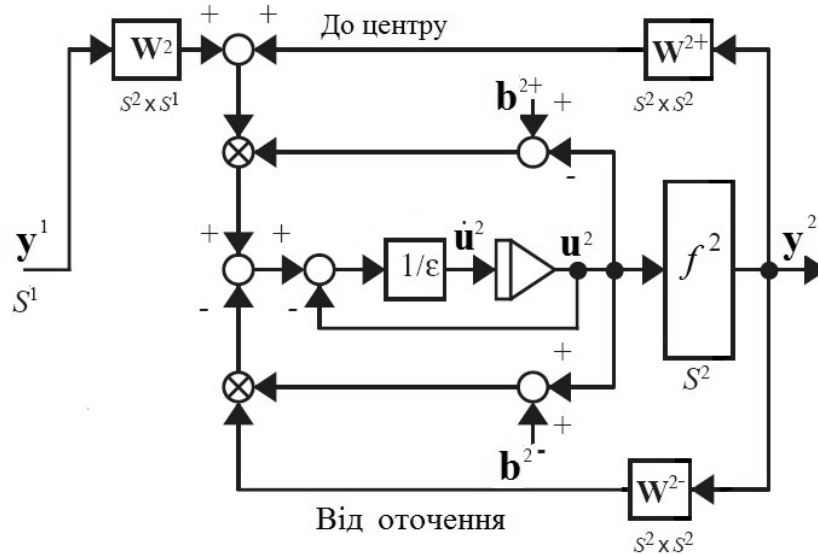 + +
W2 + + До центру W2+
S2 x S1 S2 x S2
b2+ +
-
y1 + + u̇2 u2 y2
1/ε f 2
S1 - - S2
+
+
b2-
W2-
Від оточення
S2 x S2